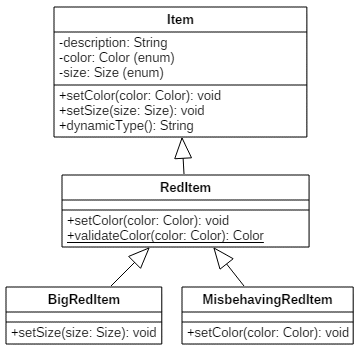 Item
-description: String
-color: Color (enum)
-size: Size (enum)
+setColor(color: Color): void
+setSize(size: Size): void
+dynamicType(): String
RedItem
+setColor(color: Color): void
+validateColor(color: Color): Color
BigRedItem
+setSize(size: Size): void
MisbehavingRedItem
+setColor(color: Color): void